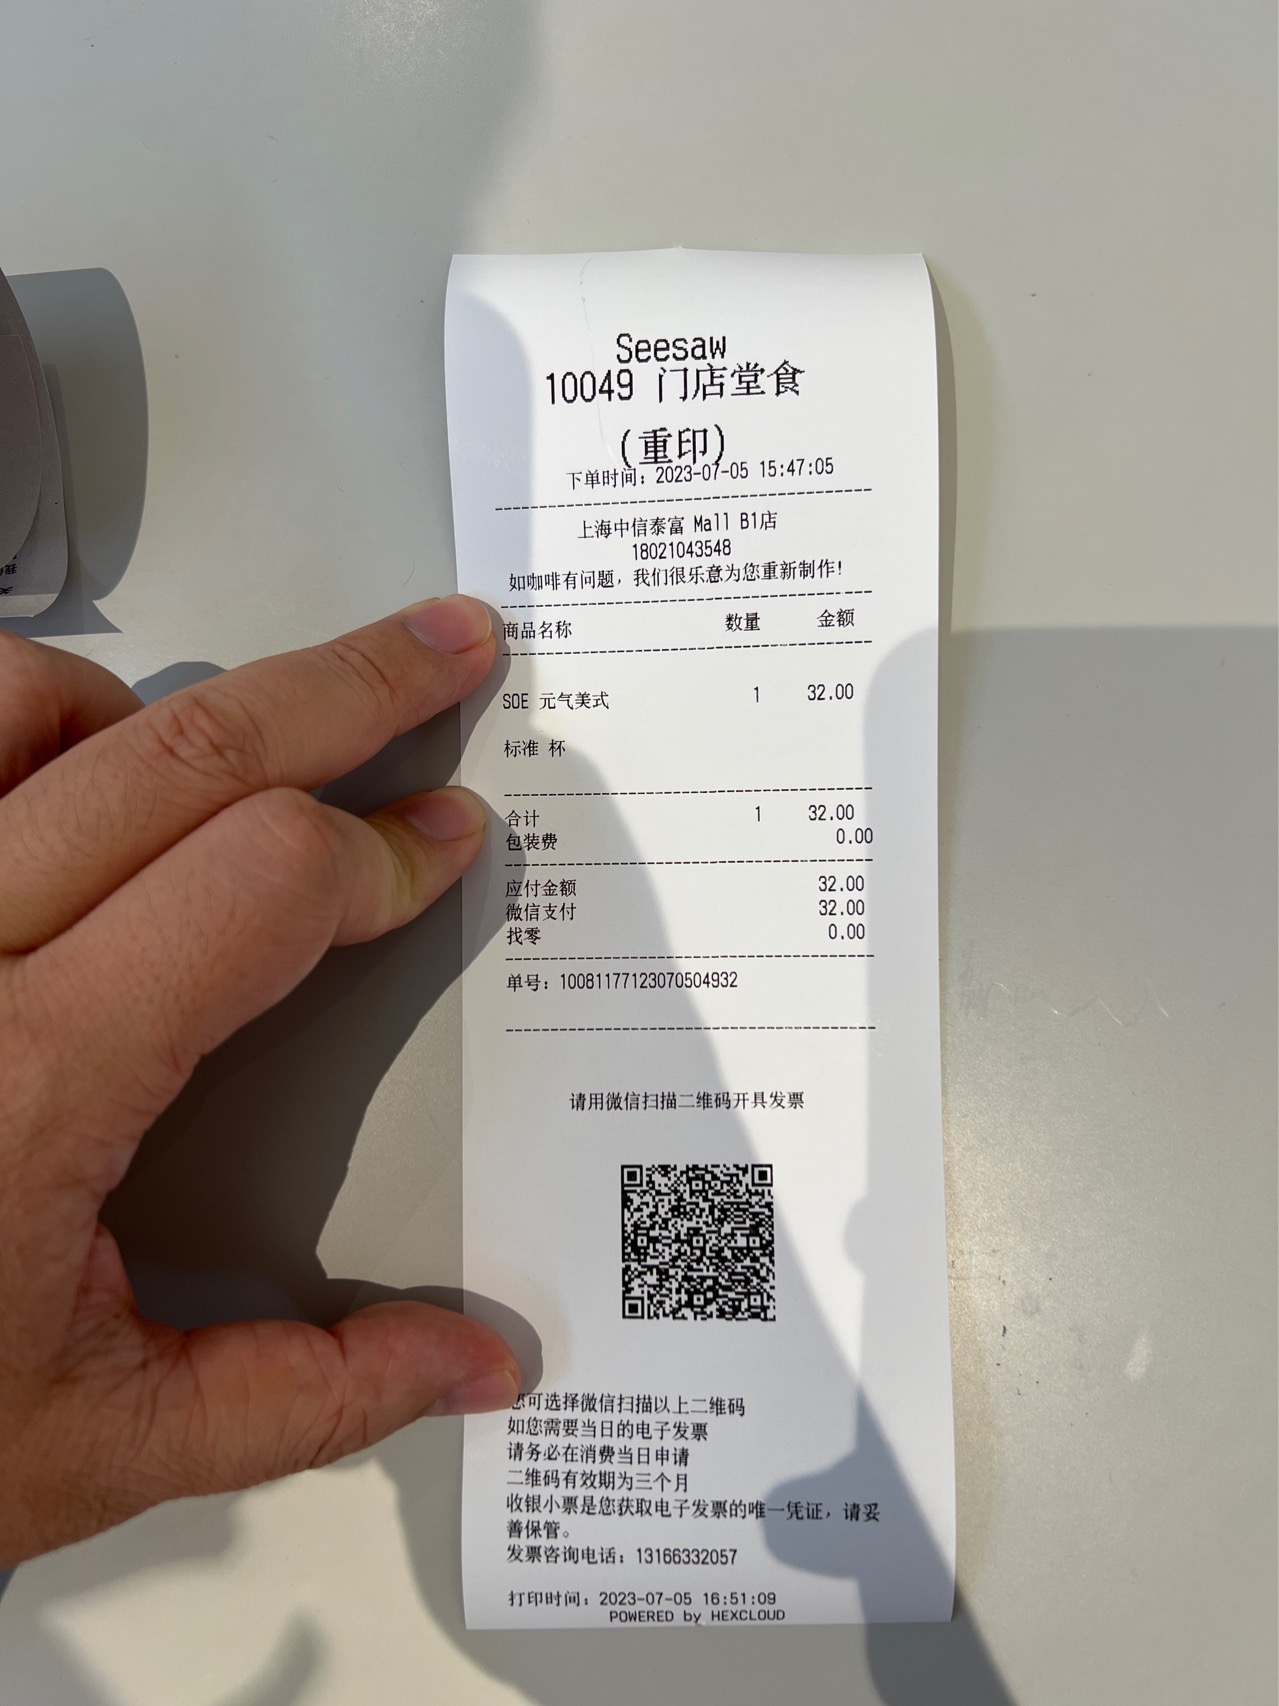 Seesaw
10049 门店堂食
(重印)
下单时间: 2023-07-05 15:47:05
上海中信泰富 Mall B1店
18021043548
如咖啡有问题, 我们很乐意为您重新制作!
商品名称 数量 金额
SOE 元气美式 1 32.00
标准 杯
合计 1 32.00
包装费 0.00
应付金额 32.00
微信支付 32.00
找零 0.00
单号: 10081177123070504932
请用微信扫描二维码开具发票
您可选择微信扫描以上二维码
如您需要当日的电子发票
请务必在消费当日申请
二维码有效期为三个月
收银小票是您获取电子发票的唯一凭证, 请妥
善保管。
发票咨询电话: 13166332057
打印时间: 2023-07-05 16:51:09
POWERED by HEXCLOUD